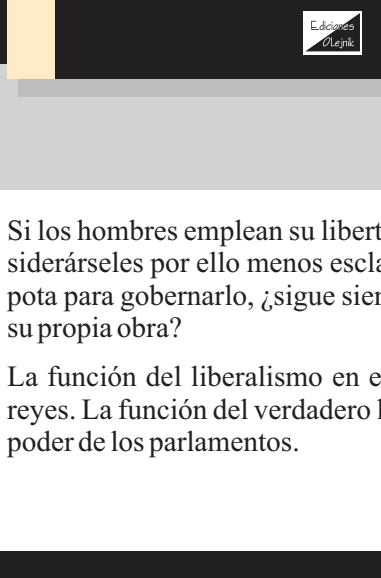 Ediciones
Olejnik
Si los hombres emplean su libert
siderárseles por ello menos escla
pota para gobernarlo, ¿sigue sien
su propia obra?
La función del liberalismo en e
reyes. La función del verdadero l
poder de los parlamentos.